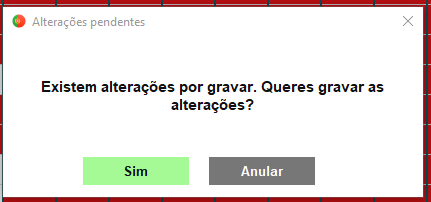 Alterações pendentes
Existem alterações por gravar. Queres gravar as
alterações?
Sim
Anular